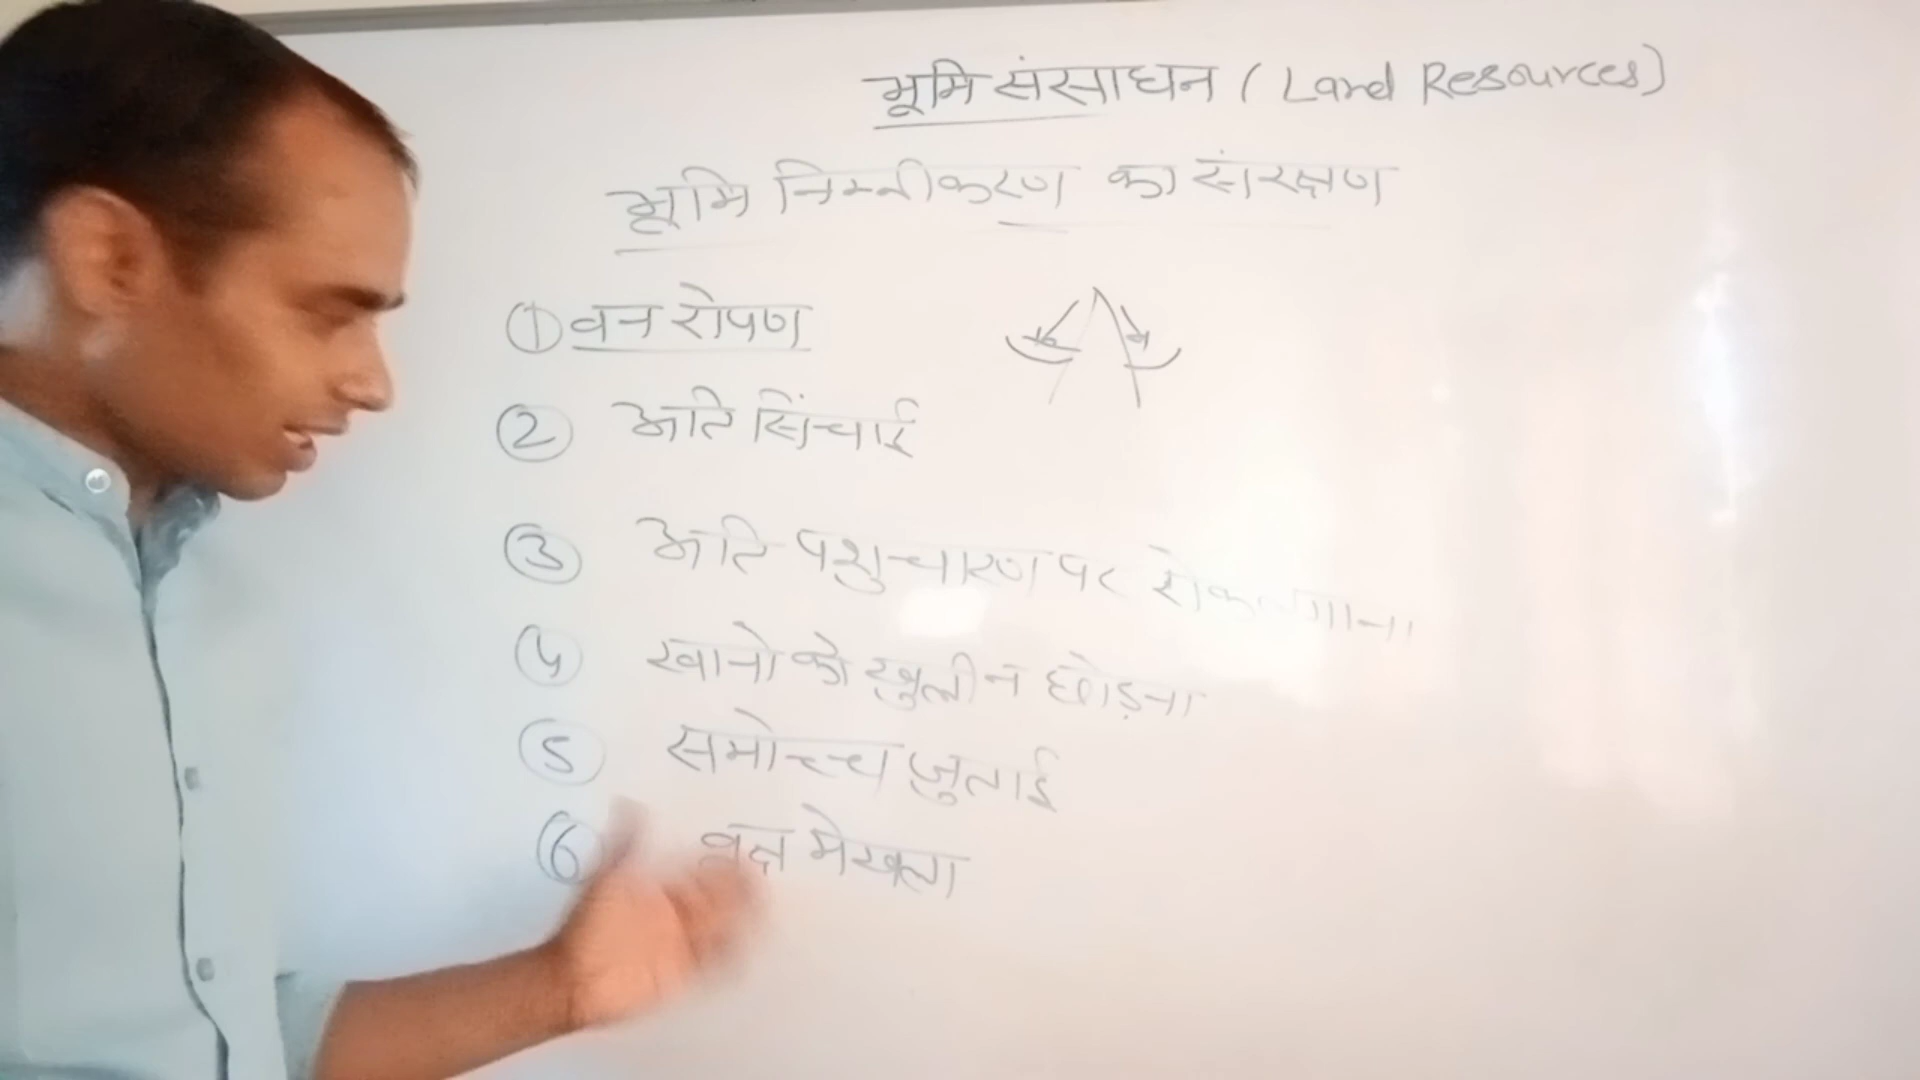 भूमि संसाधन ( Land Resources)
भूमि निम्नीकरण का संरक्षण
① वन रोपण
② अति सिंचाई
③ अति पशुचारण पर रोक लगाना
④ खानो को खुली न छोड़ना
⑤ समोच्च जुताई
⑥ वृक्ष मेखला